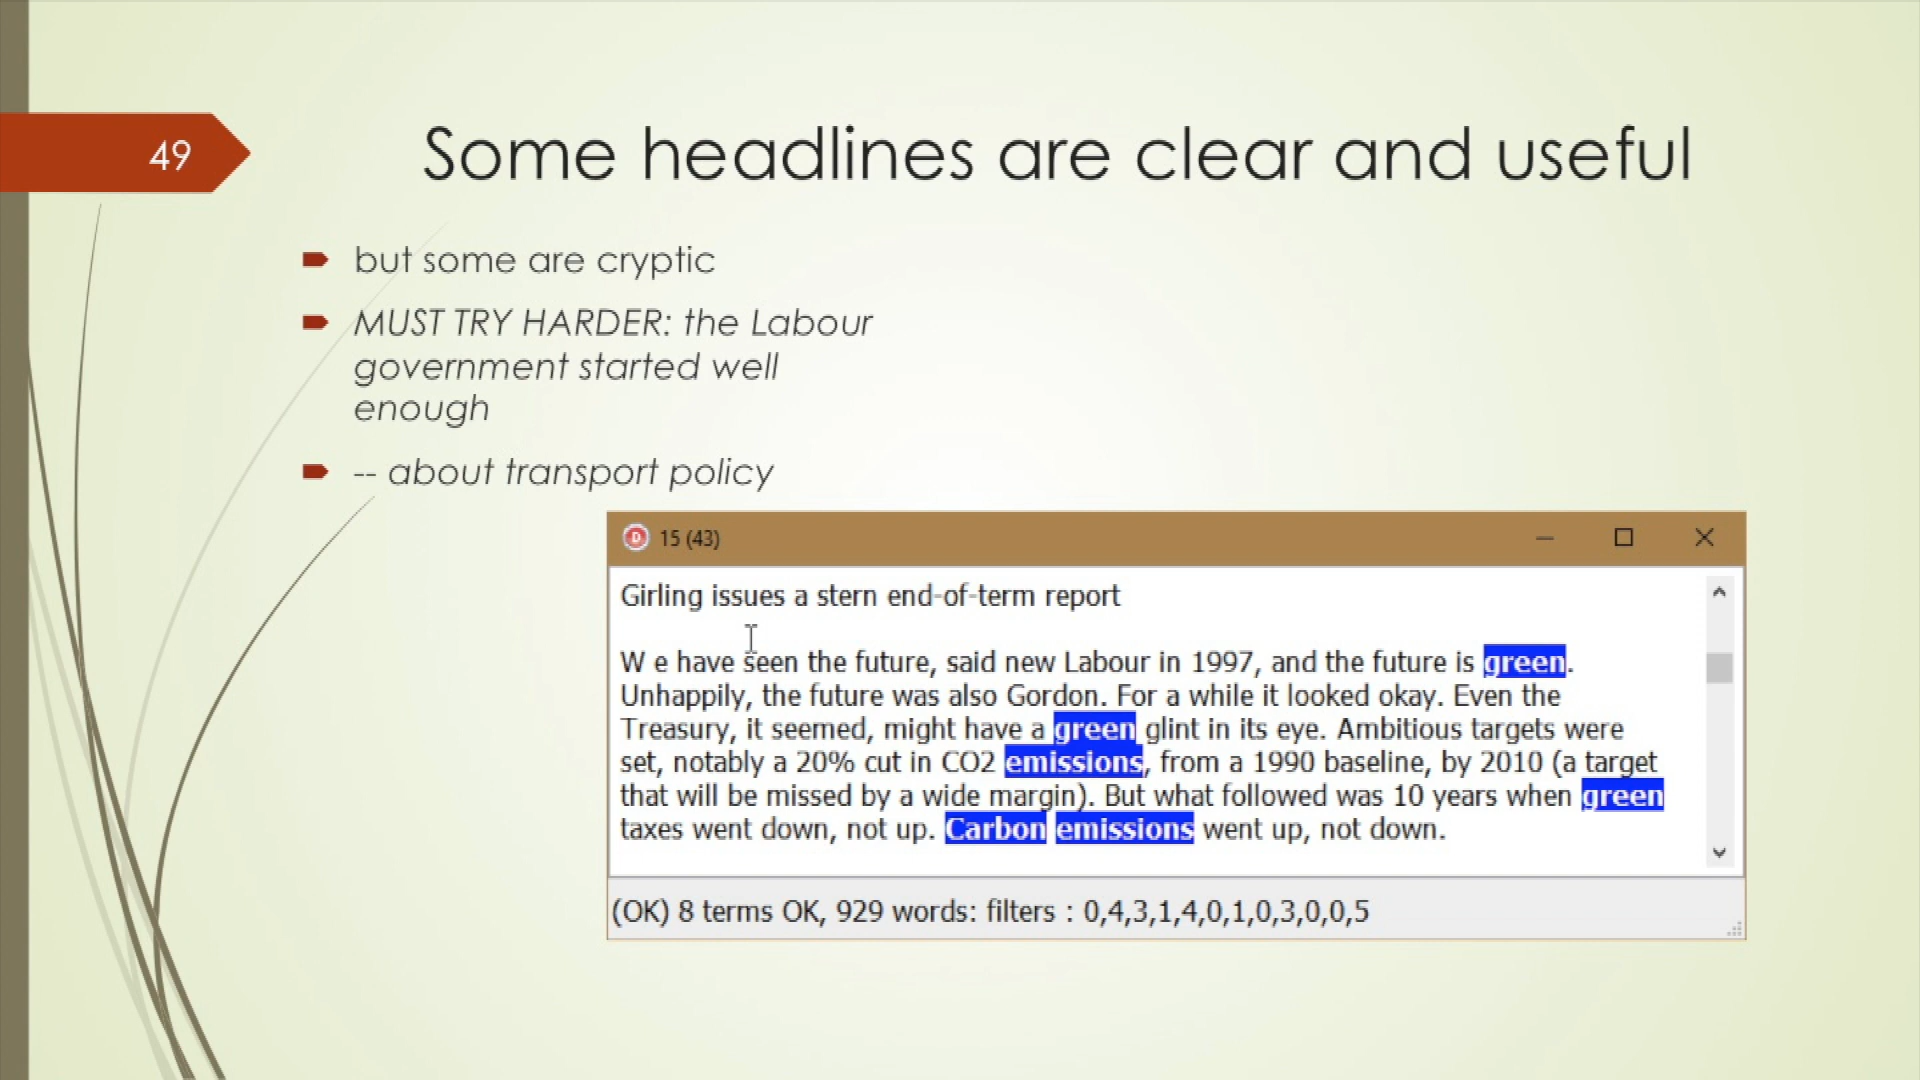 49
Some headlines are clear and useful
but some are cryptic
MUST TRY HARDER: the Labour
government started well
enough
-- about transport policy
D 15 (43)
Girling issues a stern end-of-term report
W e have seen the future, said new Labour in 1997, and the future is green.
Unhappily, the future was also Gordon. For a while it looked okay. Even the
Treasury, it seemed, might have a green glint in its eye. Ambitious targets were
set, notably a 20% cut in CO2 emissions, from a 1990 baseline, by 2010 (a target
that will be missed by a wide margin). But what followed was 10 years when green
taxes went down, not up. Carbon emissions went up, not down.
(OK) 8 terms OK, 929 words: filters : 0,4,3,1,4,0,1,0,3,0,0,5